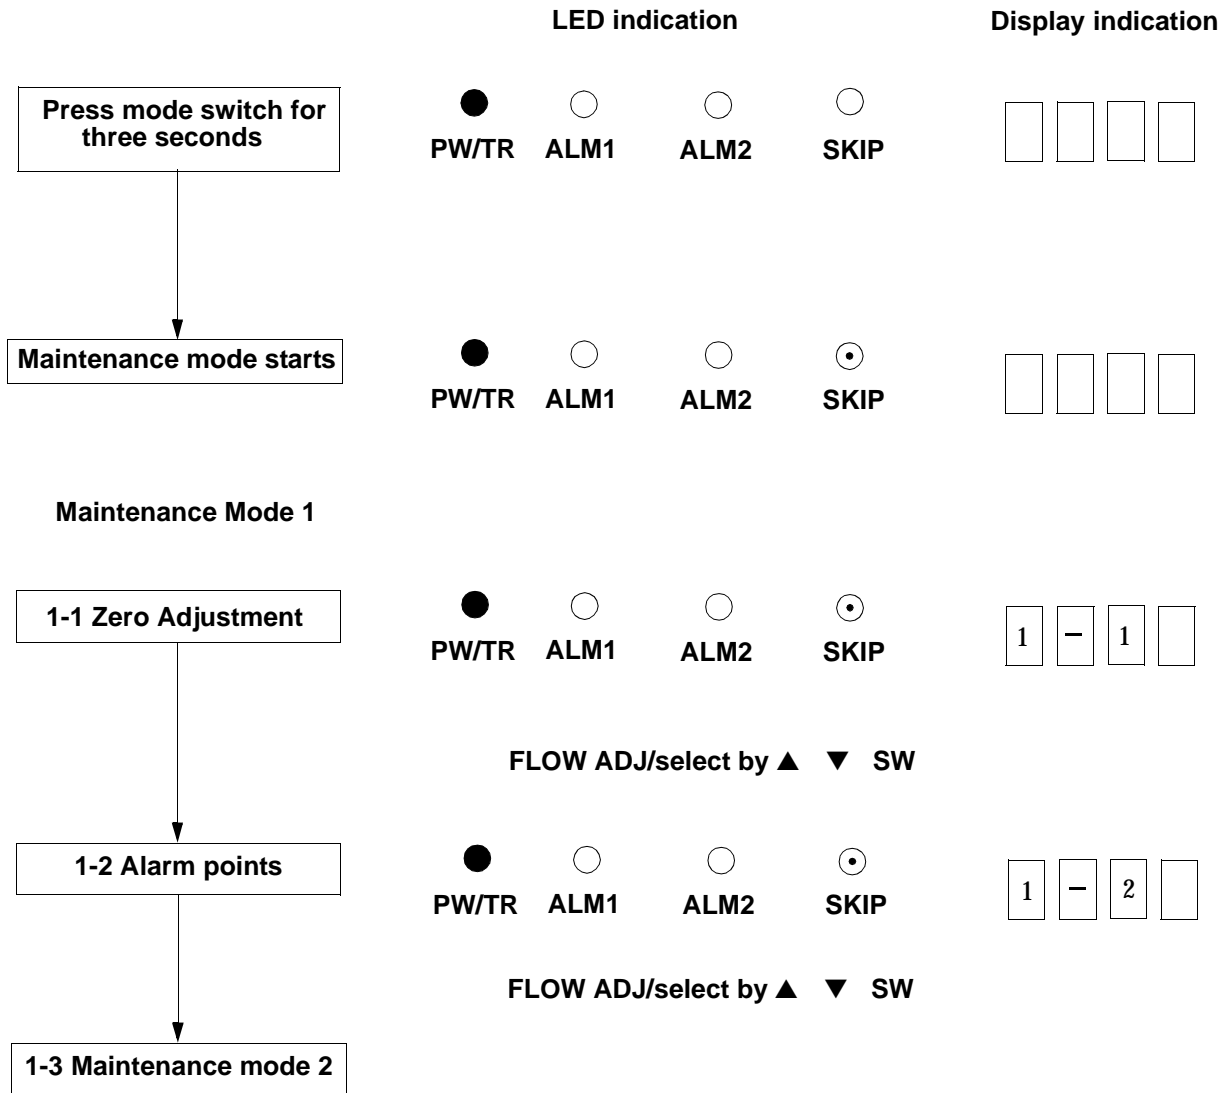 LED indication Display indication
Press mode switch for
three seconds
PW/TR ALM1 ALM2 SKIP
Maintenance mode starts
PW/TR ALM1 ALM2 SKIP
Maintenance Mode 1
1-1 Zero Adjustment
PW/TR ALM1 ALM2 SKIP
1 – 1
FLOW ADJ/select by ▲ ▼ SW
1-2 Alarm points
PW/TR ALM1 ALM2 SKIP
1 – 2
FLOW ADJ/select by ▲ ▼ SW
1-3 Maintenance mode 2